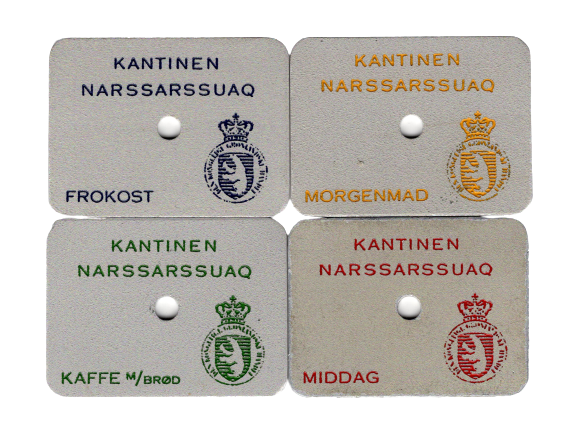 KANTINEN
NARSSARSSUAQ
FROKOST
KANTINEN
NARSSARSSUAQ
MORGENMAD
KANTINEN
NARSSARSSUAQ
KAFFE M/BRØD
KANTINEN
NARSSARSSUAQ
MIDDAG